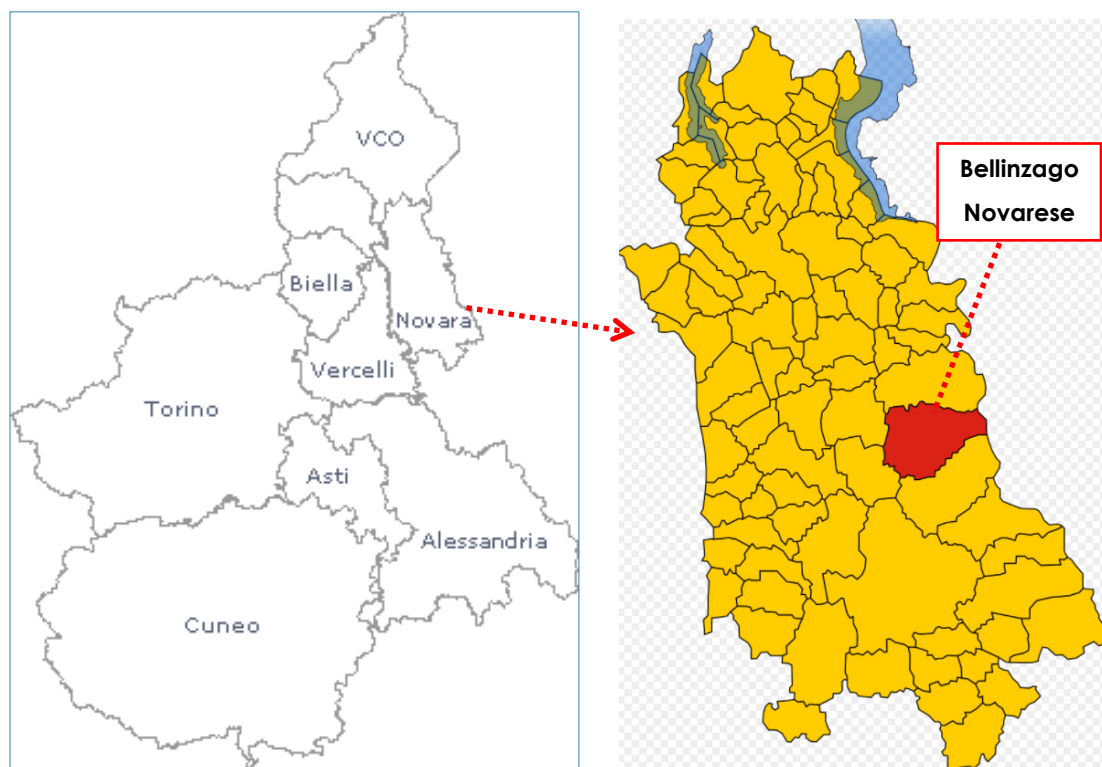 VCO
Biella
Novara
Vercelli
Torino
Asti
Alessandria
Cuneo
Bellinzago
Novarese